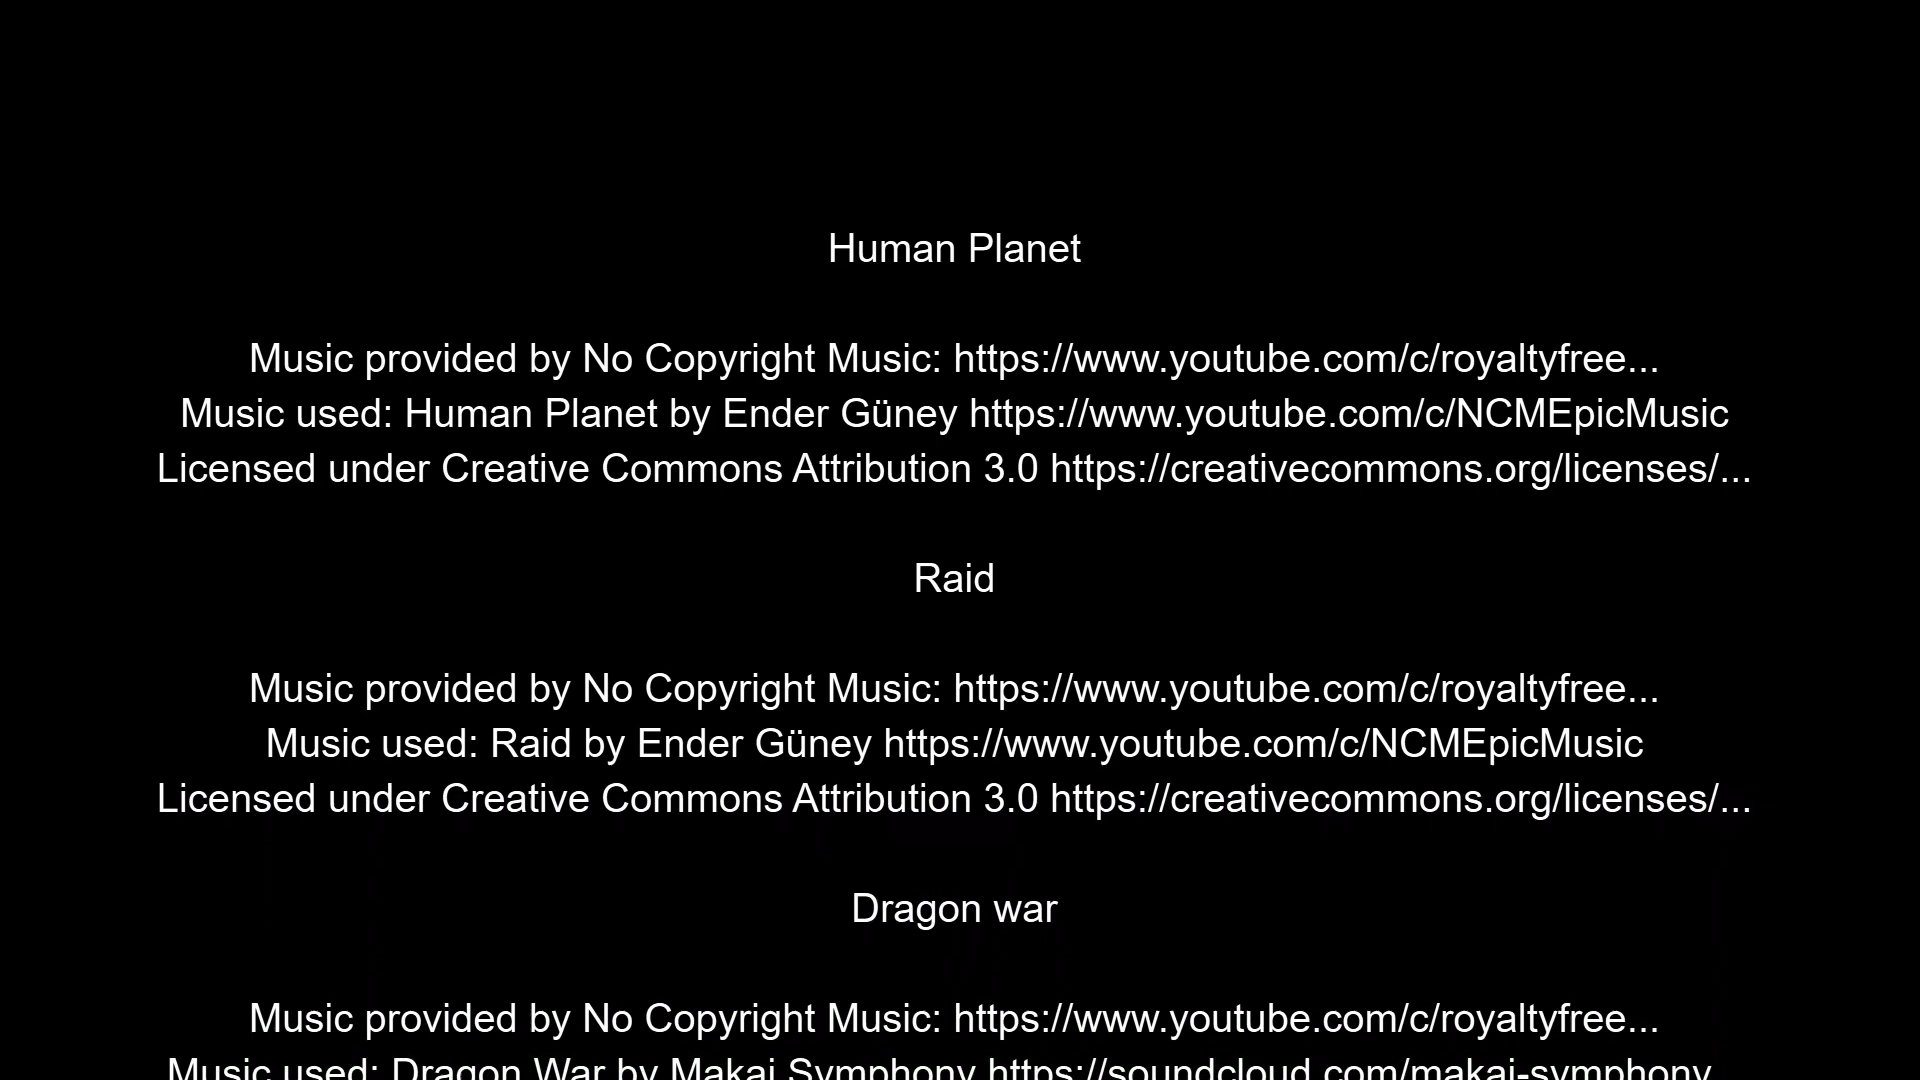 Human Planet
Music provided by No Copyright Music: https://www.youtube.com/c/royaltyfree...
Music used: Human Planet by Ender Güney https://www.youtube.com/c/NCMEpicMusic
Licensed under Creative Commons Attribution 3.0 https://creativecommons.org/licenses/...
Raid
Music provided by No Copyright Music: https://www.youtube.com/c/royaltyfree...
Music used: Raid by Ender Güney https://www.youtube.com/c/NCMEpicMusic
Licensed under Creative Commons Attribution 3.0 https://creativecommons.org/licenses/...
Dragon war
Music provided by No Copyright Music: https://www.youtube.com/c/royaltyfree...
Music used: Dragon War by Makai Symphony https://soundcloud.com/makai-symphony